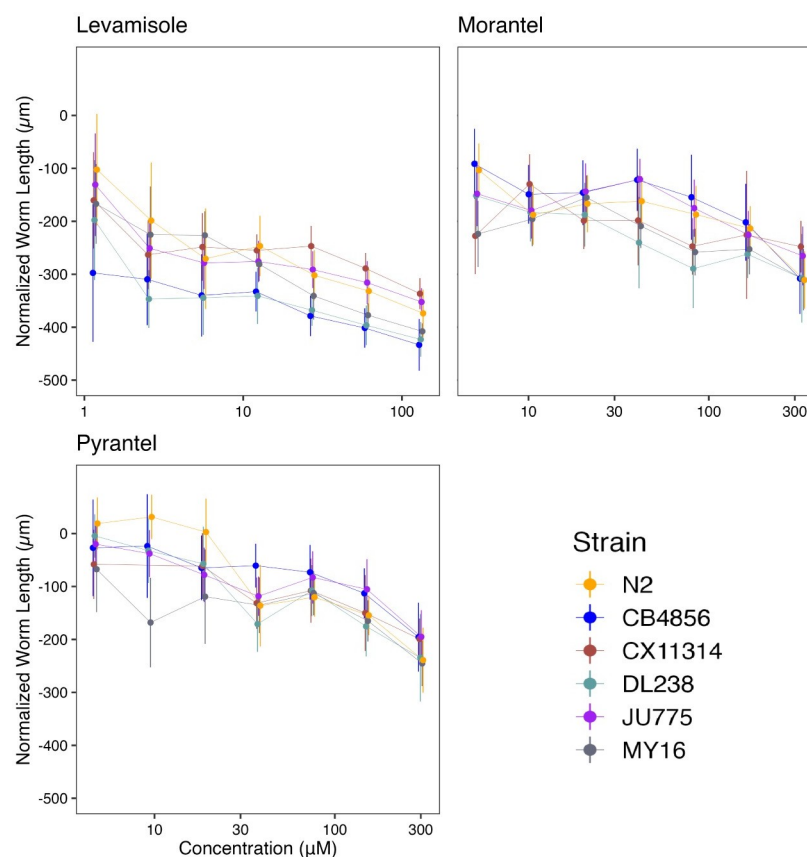 Levamisole
Morantel
Normalized Worm Length (µm)
0
-100
-200
-300
-400
-500
1
10
100
10
30
100
300
Pyrantel
Normalized Worm Length (µm)
0
-100
-200
-300
-400
-500
10
30
100
300
Concentration (µM)
Strain
N2
CB4856
CX11314
DL238
JU775
MY16